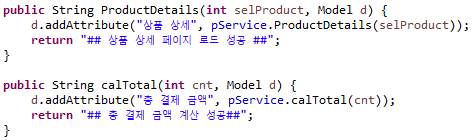 public String ProductDetails(int selProduct, Model d) {
d.addAttribute("상품 상세", pService.ProductDetails(selProduct));
return "## 상품 상세 페이지 로드 성공 ##";
}
public String calTotal(int cnt, Model d) {
d.addAttribute("총 결제 금액", pService.calTotal(cnt));
return "## 총 결제 금액 계산 성공##";
}